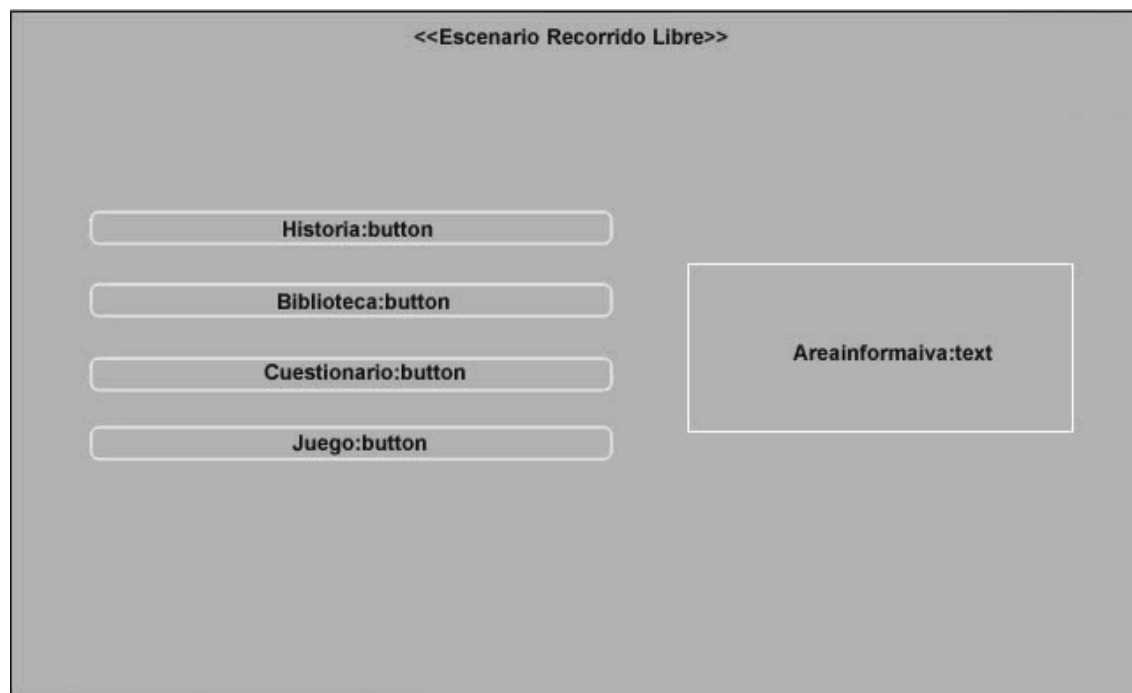 <<Escenario Recorrido Libre>>
Historia:button
Biblioteca:button
Cuestionario:button
Juego:button
Areainformaiva:text